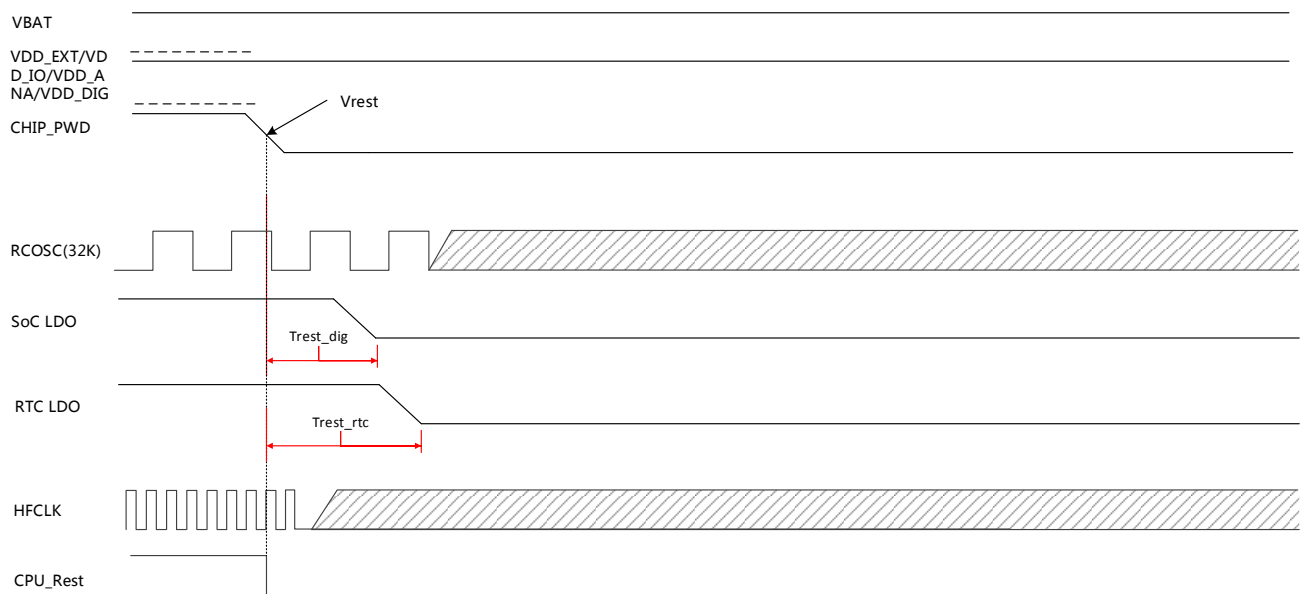 VBAT
VDD_EXT/VD
D_IO/VDD_A
NA/VDD_DIG
Vrest
CHIP_PWD
RCOSC(32K)
SoC LDO
Trest_dig
RTC LDO
Trest_rtc
HFCLK
CPU_Rest